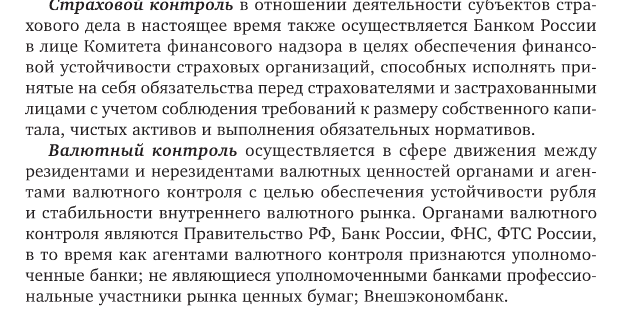 Страховой контроль в отношении деятельности субъектов стра-
хового дела в настоящее время также осуществляется Банком России
в лице Комитета финансового надзора в целях обеспечения финансо-
вой устойчивости страховых организаций, способных исполнять при-
нятые на себя обязательства перед страхователями и застрахованными
лицами с учетом соблюдения требований к размеру собственного капи-
тала, чистых активов и выполнения обязательных нормативов.
Валютный контроль осуществляется в сфере движения между
резидентами и нерезидентами валютных ценностей органами и аген-
тами валютного контроля с целью обеспечения устойчивости рубля
и стабильности внутреннего валютного рынка. Органами валютного
контроля являются Правительство РФ, Банк России, ФНС, ФТС России,
в то время как агентами валютного контроля признаются уполномо-
ченные банки; не являющиеся уполномоченными банками профессио-
нальные участники рынка ценных бумаг; Внешэкономбанк.